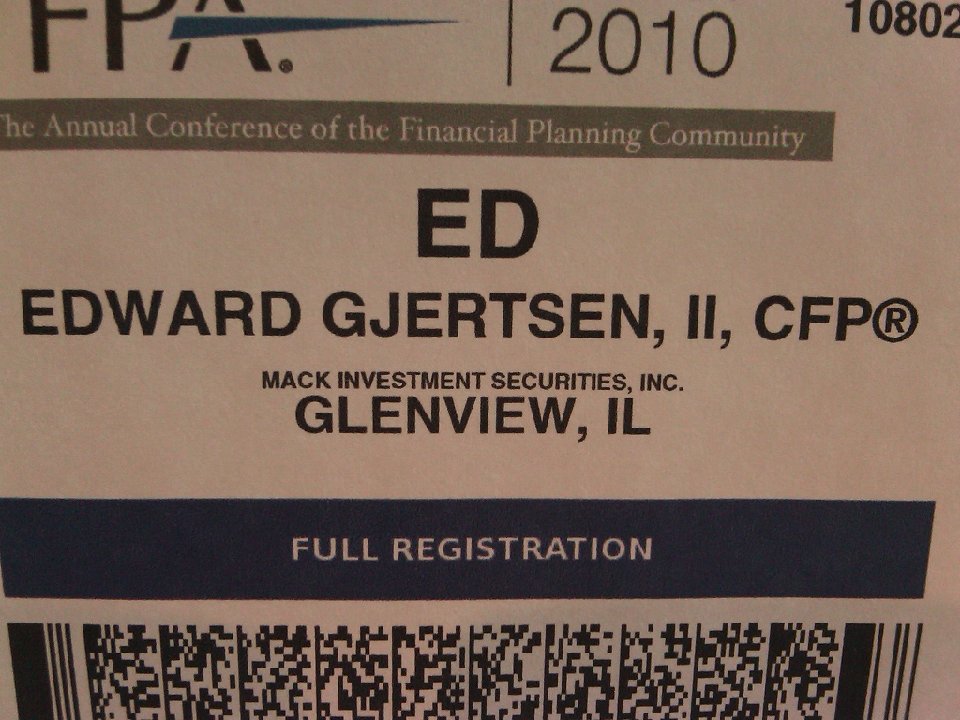 FPA®
2010
10802
The Annual Conference of the Financial Planning Community
ED
EDWARD GJERTSEN, II, CFP®
MACK INVESTMENT SECURITIES, INC.
GLENVIEW, IL
FULL REGISTRATION